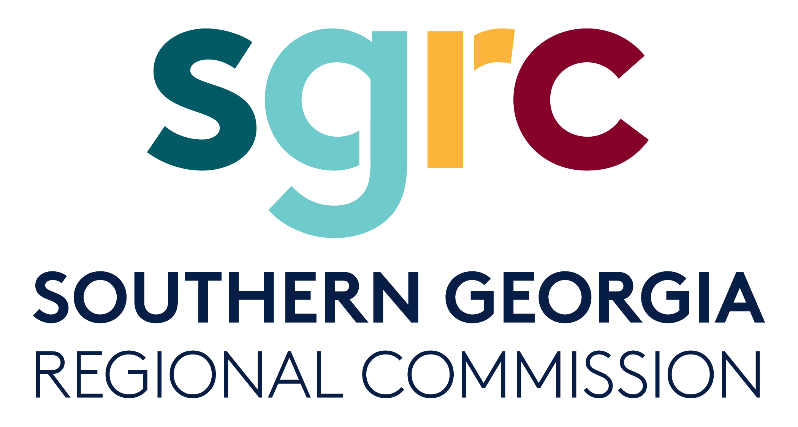 sgrc
SOUTHERN GEORGIA
REGIONAL COMMISSION